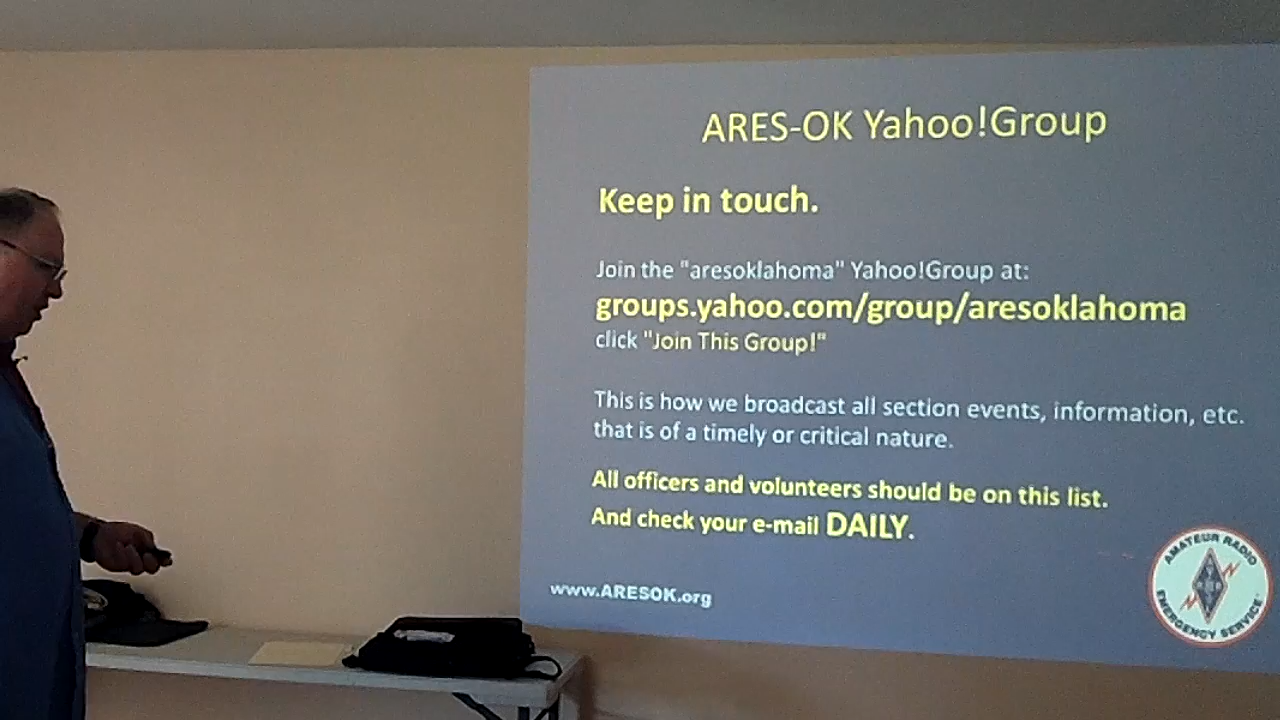 ARES-OK Yahoo!Group
Keep in touch.
Join the "aresoklahoma" Yahoo!Group at:
groups.yahoo.com/group/aresoklahoma
click "Join This Group!"
This is how we broadcast all section events, information, etc.
that is of a timely or critical nature.
All officers and volunteers should be on this list.
And check your e-mail DAILY.
www.ARESOK.org
AMATEUR RADIO
EMERGENCY SERVICE